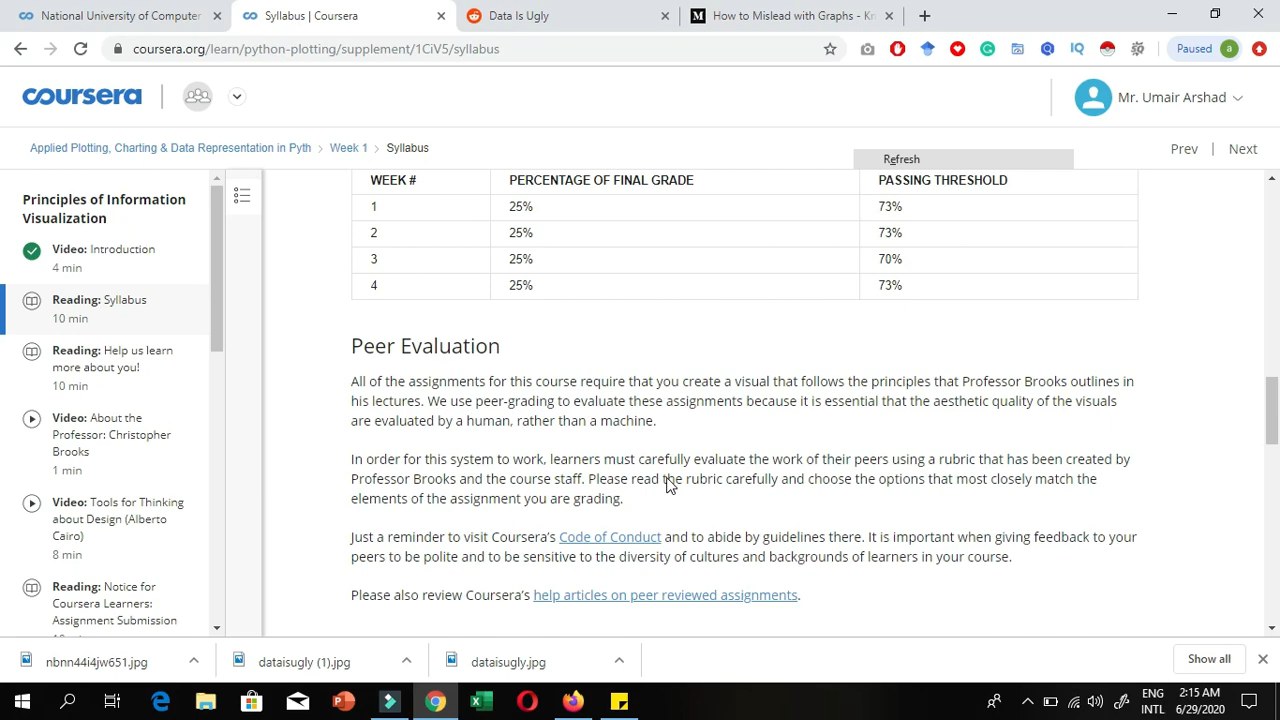 National University of Computer
Syllabus | Coursera
Data Is Ugly
How to Mislead with Graphs - Kn
coursera.org/learn/python-plotting/supplement/1CiV5/syllabus
Paused
a
coursera
Mr. Umair Arshad
Applied Plotting, Charting & Data Representation in Pyth
Week 1
Syllabus
Prev | Next
Refresh
Principles of Information
Visualization
Video: Introduction
4 min
Reading: Syllabus
10 min
Reading: Help us learn
more about you!
10 min
Video: About the
Professor: Christopher
Brooks
1 min
Video: Tools for Thinking
about Design (Alberto
Cairo)
8 min
Reading: Notice for
Coursera Learners:
Assignment Submission
WEEK # PERCENTAGE OF FINAL GRADE PASSING THRESHOLD
1 25% 73%
2 25% 73%
3 25% 70%
4 25% 73%
Peer Evaluation
All of the assignments for this course require that you create a visual that follows the principles that Professor Brooks outlines in
his lectures. We use peer-grading to evaluate these assignments because it is essential that the aesthetic quality of the visuals
are evaluated by a human, rather than a machine.
In order for this system to work, learners must carefully evaluate the work of their peers using a rubric that has been created by
Professor Brooks and the course staff. Please read the rubric carefully and choose the options that most closely match the
elements of the assignment you are grading.
Just a reminder to visit Coursera's Code of Conduct and to abide by guidelines there. It is important when giving feedback to your
peers to be polite and to be sensitive to the diversity of cultures and backgrounds of learners in your course.
Please also review Coursera's help articles on peer reviewed assignments.
nbnn44i4jw651.jpg
dataisugly (1).jpg
dataisugly.jpg
Show all
ENG
INTL
2:15 AM
6/29/2020